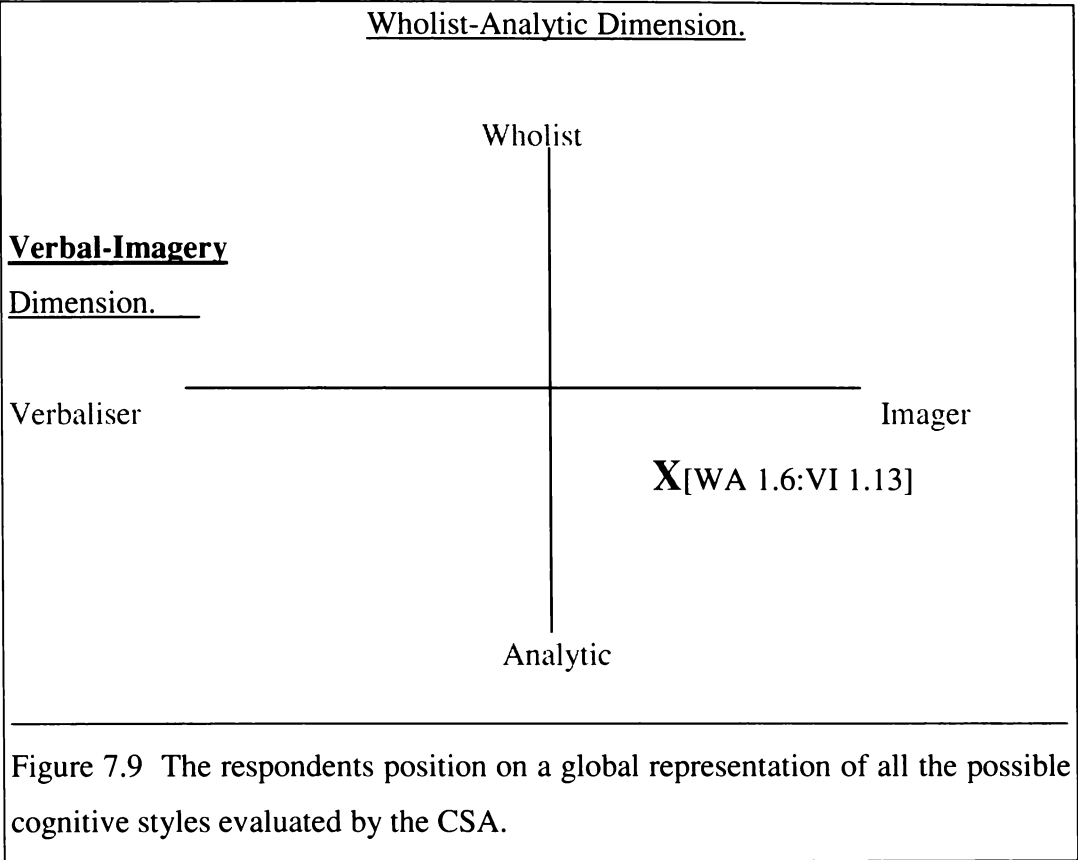 Wholist-Analytic Dimension.
Wholist
Verbal-Imagery
Dimension.
Verbaliser
Imager
X[WA 1.6:VI 1.13]
Analytic
Figure 7.9 The respondents position on a global representation of all the possible
cognitive styles evaluated by the CSA.